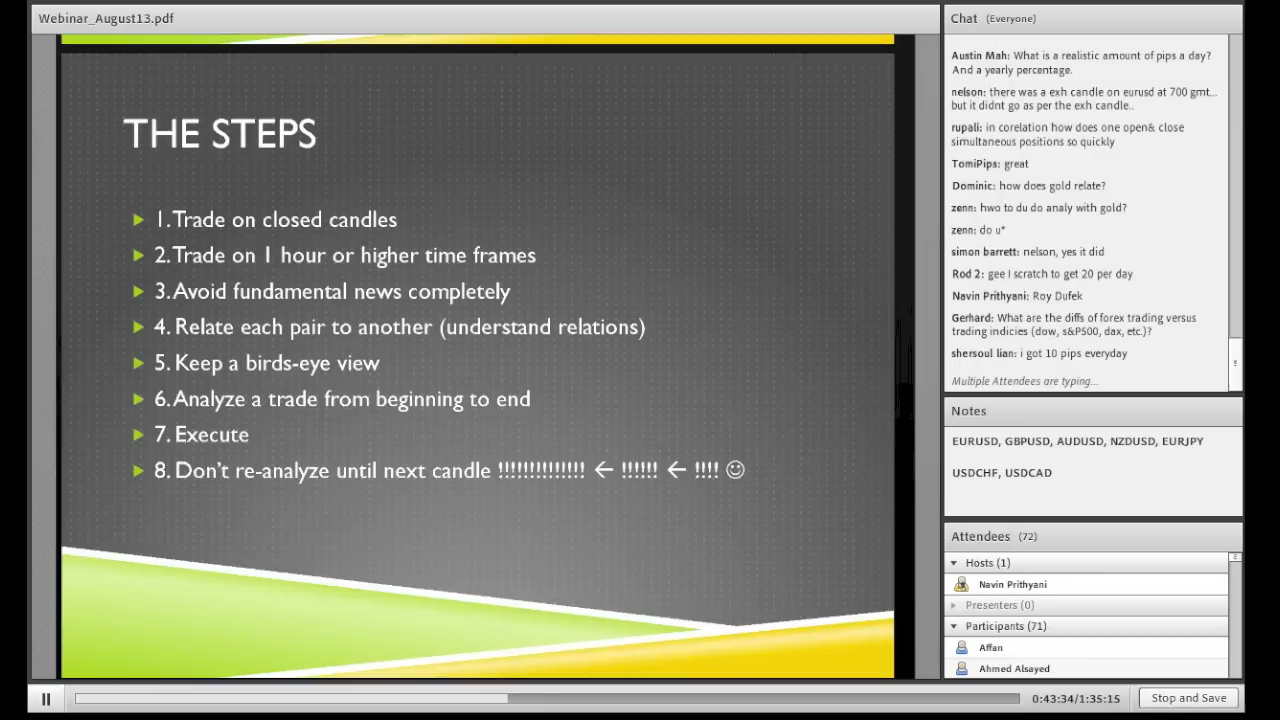 Webinar_August13.pdf
THE STEPS
1. Trade on closed candles
2. Trade on 1 hour or higher time frames
3. Avoid fundamental news completely
4. Relate each pair to another (understand relations)
5. Keep a birds-eye view
6. Analyze a trade from beginning to end
7. Execute
8. Don't re-analyze until next candle !!!!!!!!!!!!!! ← !!!!!! ← !!!! ☺
Chat (Everyone)
Austin Mah: What is a realistic amount of pips a day?
And a yearly percentage.
nelson: there was a exh candle on eurusd at 700 gmt...
but it didnt go as per the exh candle..
rupali: in corelation how does one open& close
simultaneous positions so quickly
TomiPips: great
Dominic: how does gold relate?
zenn: hwo to du do analy with gold?
zenn: do u*
simon barrett: nelson, yes it did
Rod 2: gee I scratch to get 20 per day
Navin Prithyani: Roy Dufek
Gerhard: What are the diffs of forex trading versus
trading indicies (dow, s&P500, dax, etc.)?
shersoul lian: i got 10 pips everyday
Multiple Attendees are typing...
Notes
EURUSD, GBPUSD, AUDUSD, NZDUSD, EURJPY
USDCHF, USDCAD
Attendees (72)
Hosts (1)
Navin Prithyani
Presenters (0)
Participants (71)
Affan
Ahmed Alsayed
0:43:34/1:35:15
Stop and Save